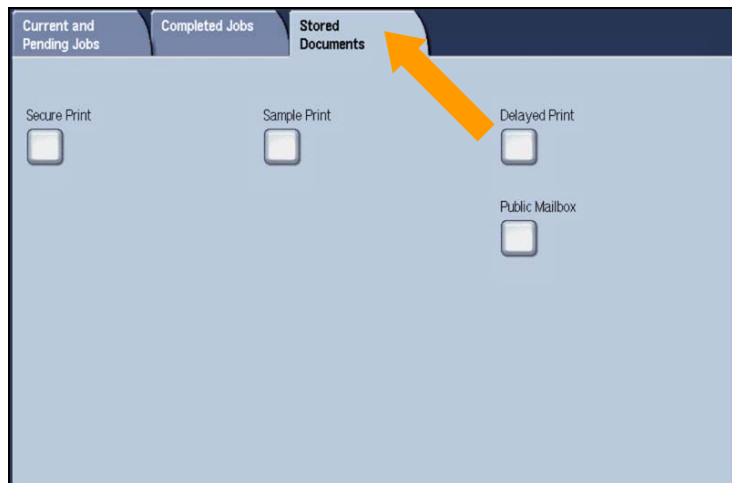 Current and
Pending Jobs
Completed Jobs
Stored
Documents
Secure Print
Sample Print
Delayed Print
Public Mailbox